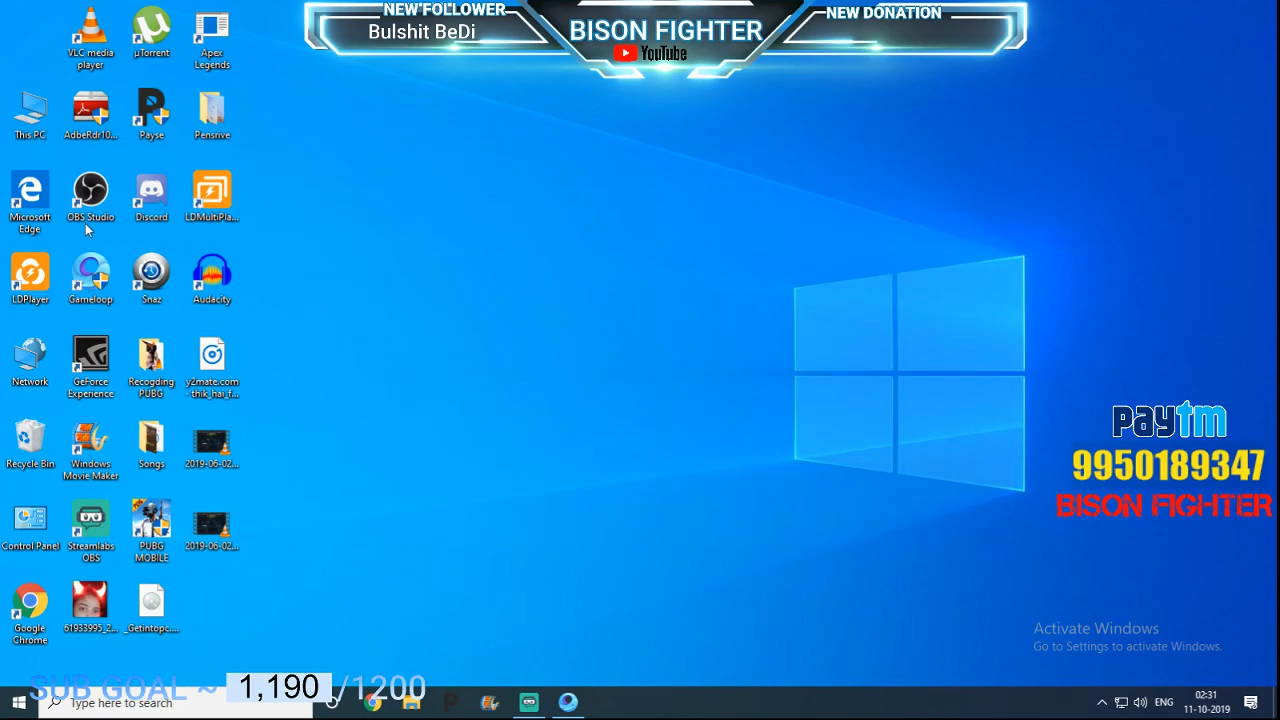 NEW FOLLOWER
Bulshit BeDi
BISON FIGHTER
YouTube
NEW DONATION
VLC media
player
µTorrent
Apex
Legends
This PC
AdbeRdr10...
Payse
Pensrive
Microsoft
Edge
OBS Studio
Discord
LDMultiPla...
LDPlayer
Gameloop
Snaz
Audacity
Network
GeForce
Experience
Recogding
PUBG
y2mate.com
- thik_hai_f...
Recycle Bin
Windows
Movie Maker
Songs
2019-06-02...
Control Panel
Streamlabs
OBS
PUBG
MOBILE
2019-06-02...
Google
Chrome
61933995_2...
_Getintopc....
paytm
9950189347
BISON FIGHTER
Activate Windows
Go to Settings to activate Windows.
SUB GOAL ~ 1,190 /1200
Type here to search
ENG
02:31
11-10-2019